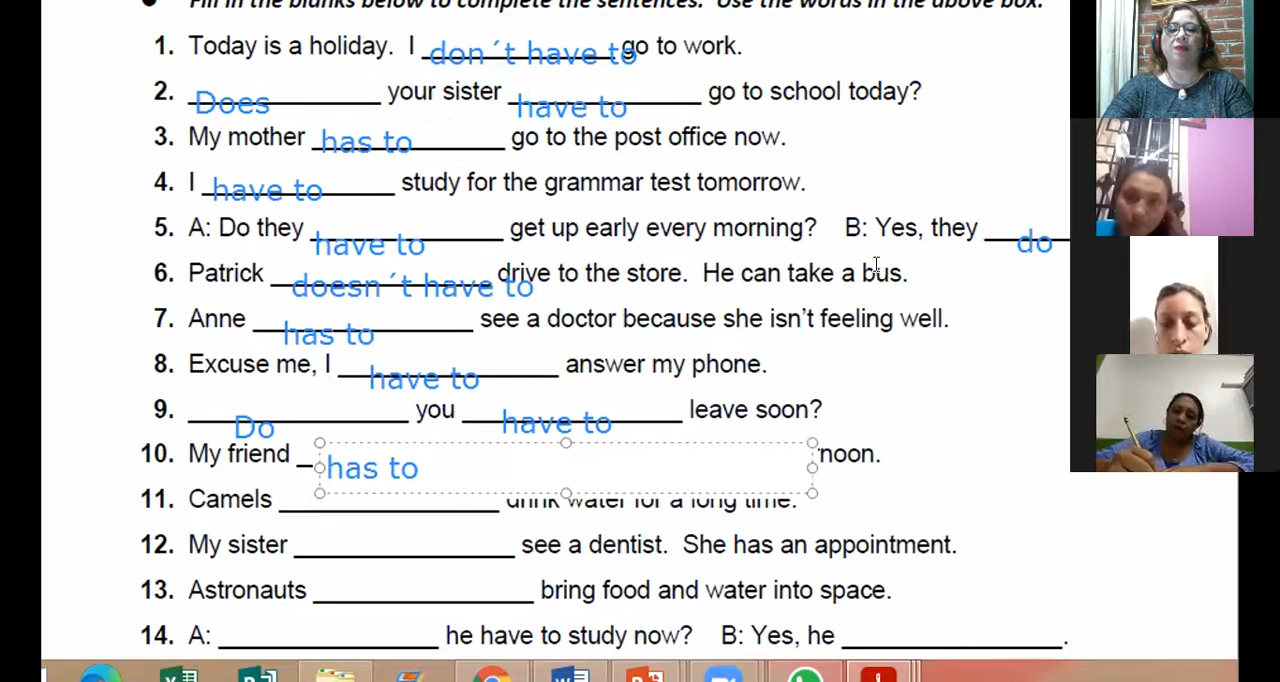 Fill in the blanks below to complete the sentences. Use the words in the above box.
1. Today is a holiday. I don´t have to go to work.
2. Does your sister have to go to school today?
3. My mother has to go to the post office now.
4. I have to study for the grammar test tomorrow.
5. A: Do they have to get up early every morning? B: Yes, they do
6. Patrick doesn´t have to drive to the store. He can take a bus.
7. Anne has to see a doctor because she isn't feeling well.
8. Excuse me, I have to answer my phone.
9. Do you have to leave soon?
10. My friend has to noon.
11. Camels drink water for a long time.
12. My sister see a dentist. She has an appointment.
13. Astronauts bring food and water into space.
14. A: he have to study now? B: Yes, he .